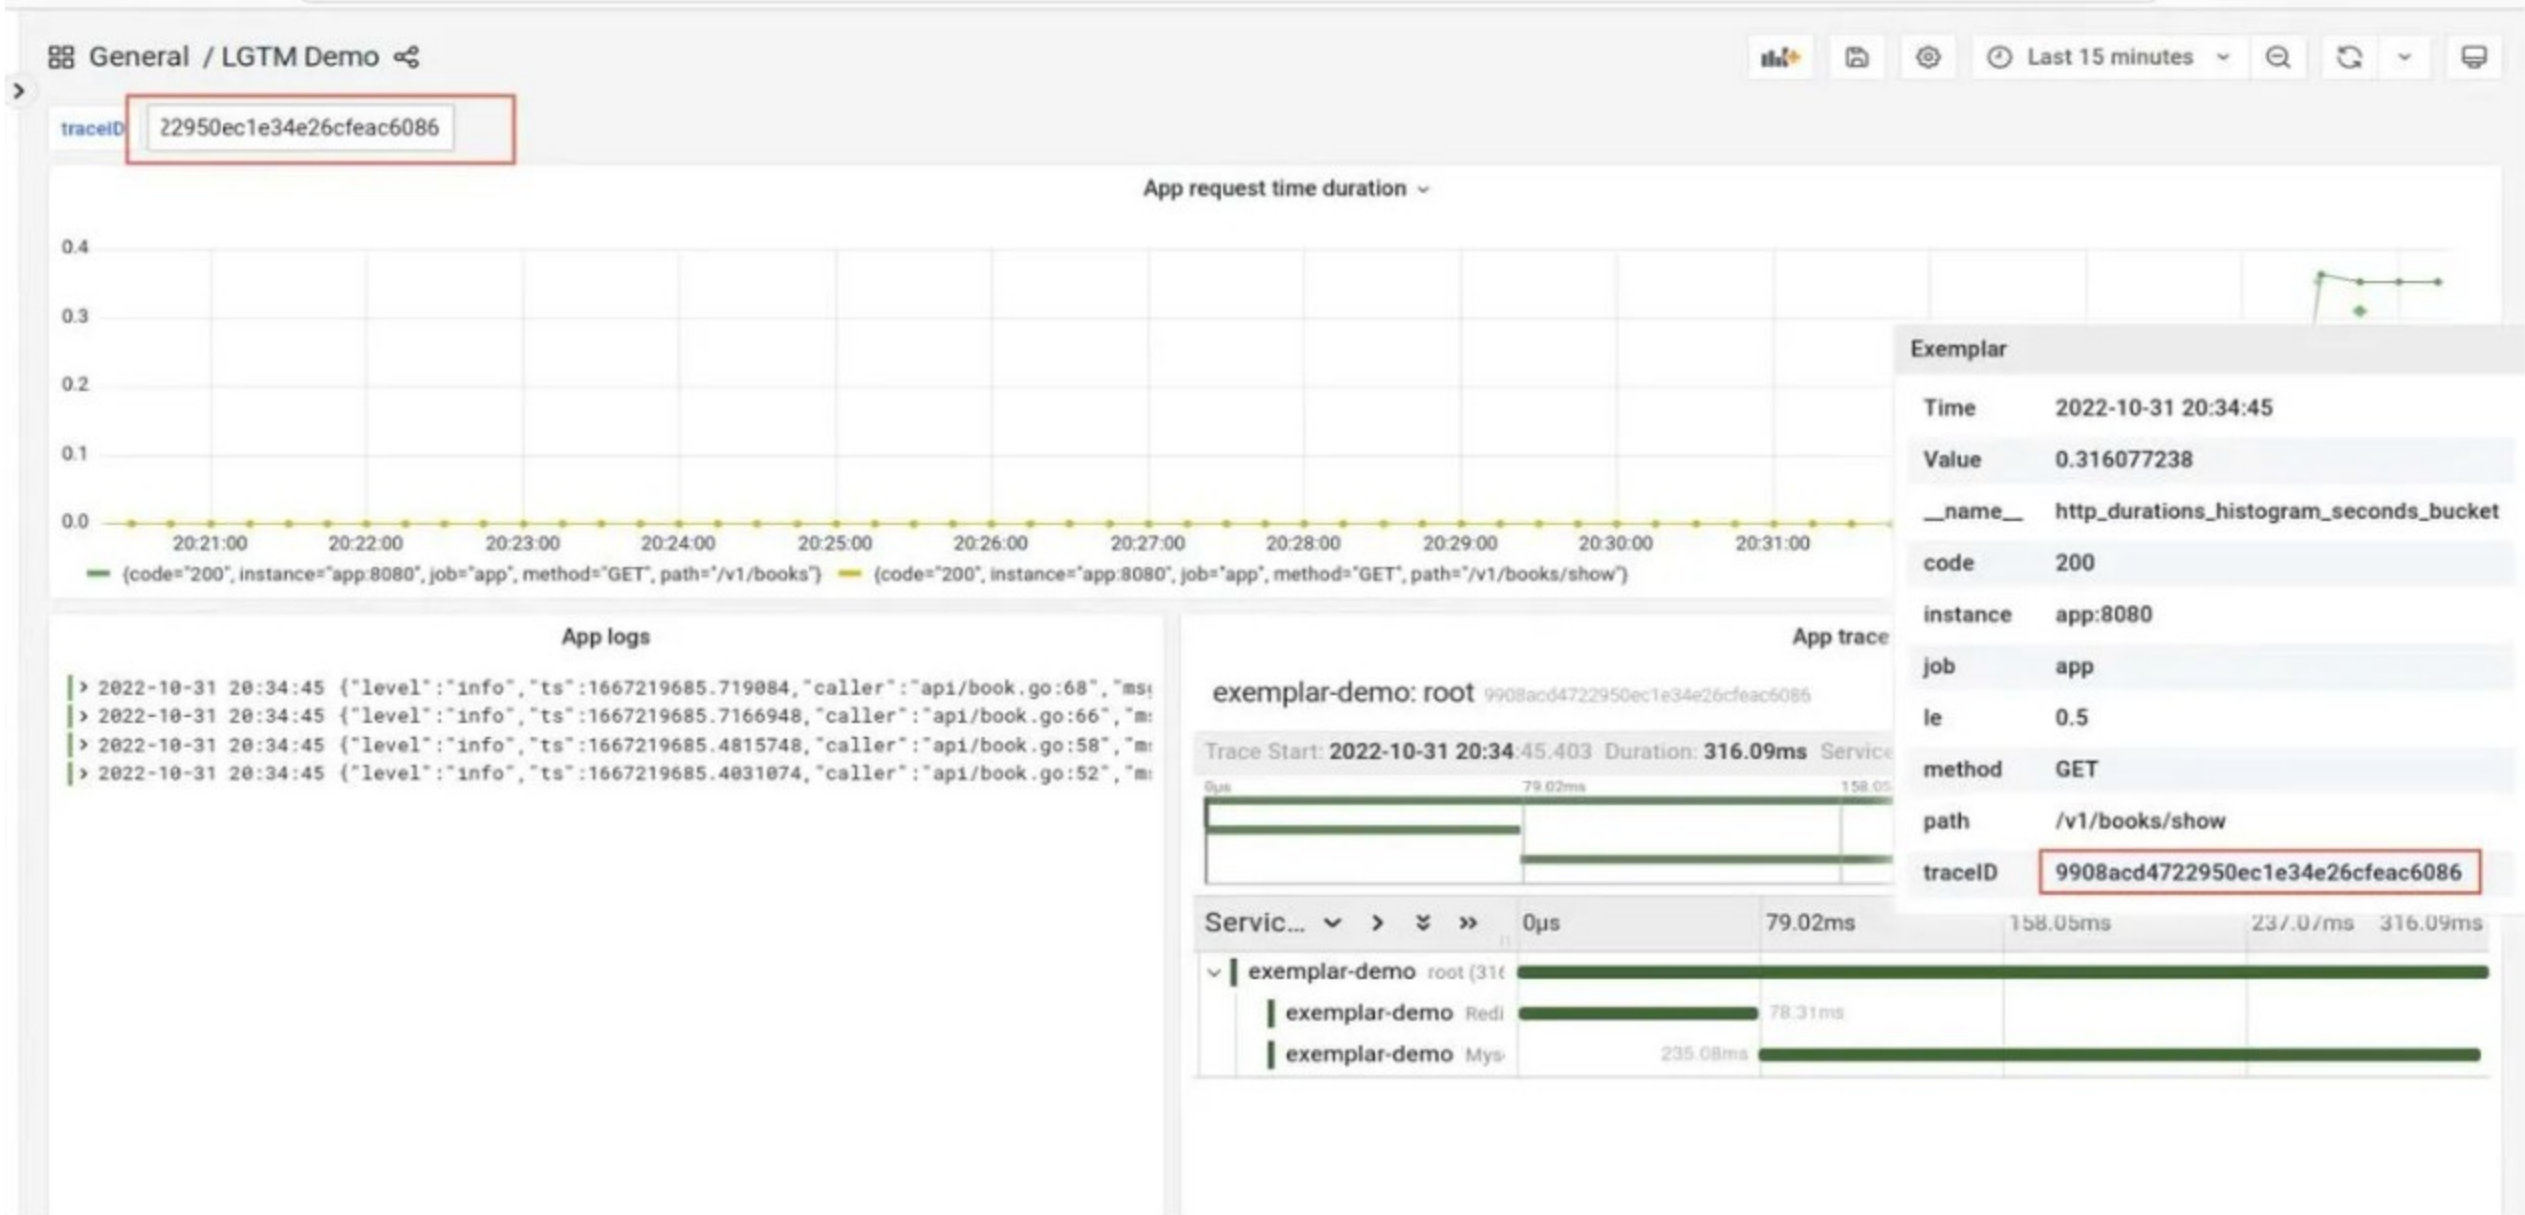 General / LGTM Demo
Last 15 minutes
traceID
22950ec1e34e26cfeac6086
App request time duration
0.4
0.3
0.2
0.1
0.0
20:21:00 20:22:00 20:23:00 20:24:00 20:25:00 20:26:00 20:27:00 20:28:00 20:29:00 20:30:00 20:31:00
{code="200", instance="app:8080", job="app", method="GET", path="/v1/books"} {code="200", instance="app:8080", job="app", method="GET", path="/v1/books/show"}
Exemplar
Time 2022-10-31 20:34:45
Value 0.316077238
__name__ http_durations_histogram_seconds_bucket
code 200
instance app:8080
job app
le 0.5
method GET
path /v1/books/show
traceID 9908acd4722950ec1e34e26cfeac6086
App logs
> 2022-10-31 20:34:45 {"level":"info","ts":1667219685.719084,"caller":"api/book.go:68","msg
> 2022-10-31 20:34:45 {"level":"info","ts":1667219685.7166948,"caller":"api/book.go:66","m
> 2022-10-31 20:34:45 {"level":"info","ts":1667219685.4815748,"caller":"api/book.go:58","m
> 2022-10-31 20:34:45 {"level":"info","ts":1667219685.4031074,"caller":"api/book.go:52","m
App trace
exemplar-demo: root 9908acd4722950ec1e34e26cfeac6086
Trace Start: 2022-10-31 20:34:45.403 Duration: 316.09ms Service
0μs 79.02ms 158.05
Servic... 0μs 79.02ms 158.05ms 237.07ms 316.09ms
exemplar-demo root (316
exemplar-demo Redi 78.31ms
exemplar-demo Mys 235.08ms